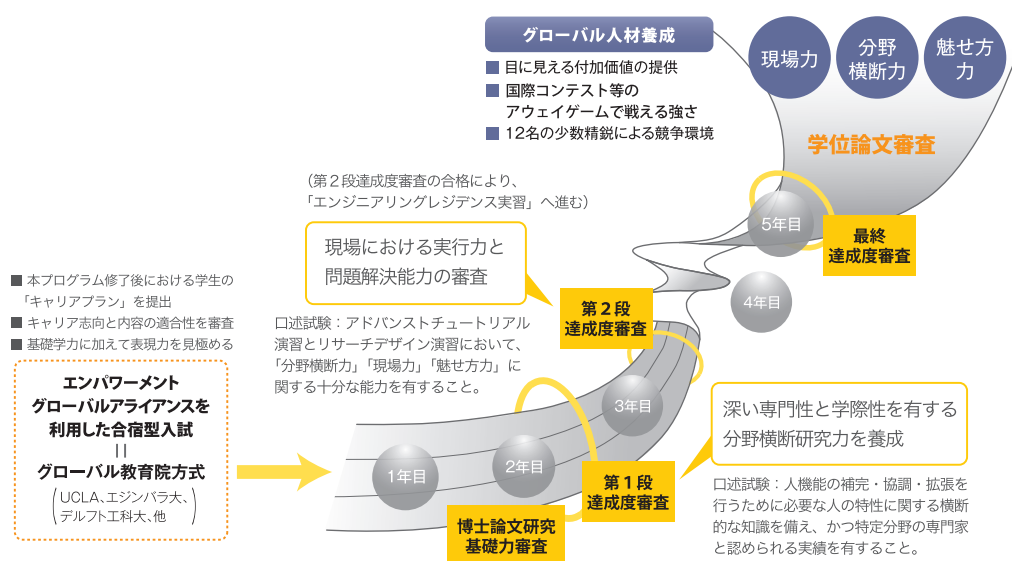 グローバル人材養成
■ 目に見える付加価値の提供
■ 国際コンテスト等の
アウェイゲームで戦える強さ
■ 12名の少数精鋭による競争環境
現場力
分野
横断力
魅せ方
力
学位論文審査
(第２段達成度審査の合格により、
「エンジニアリングレジデンス実習」へ進む)
現場における実行力と
問題解決能力の審査
5年目
最終
達成度審査
■ 本プログラム修了後における学生の
「キャリアプラン」を提出
■ キャリア志向と内容の適合性を審査
■ 基礎学力に加えて表現力を見極める
第２段
達成度審査
4年目
口述試験：アドバンストチュートリアル
演習とリサーチデザイン演習において、
「分野横断力」「現場力」「魅せ方力」に
関する十分な能力を有すること。
エンパワーメント
グローバルアライアンスを
利用した合宿型入試
＝
グローバル教育院方式
(UCLA、エジンバラ大、
デルフト工科大、他)
3年目
深い専門性と学際性を有する
分野横断研究力を養成
1年目
2年目
第１段
達成度審査
口述試験：人機能の補完・協調・拡張を
行うために必要な人の特性に関する横断
的な知識を備え、かつ特定分野の専門家
と認められる実績を有すること。
博士論文研究
基礎力審査